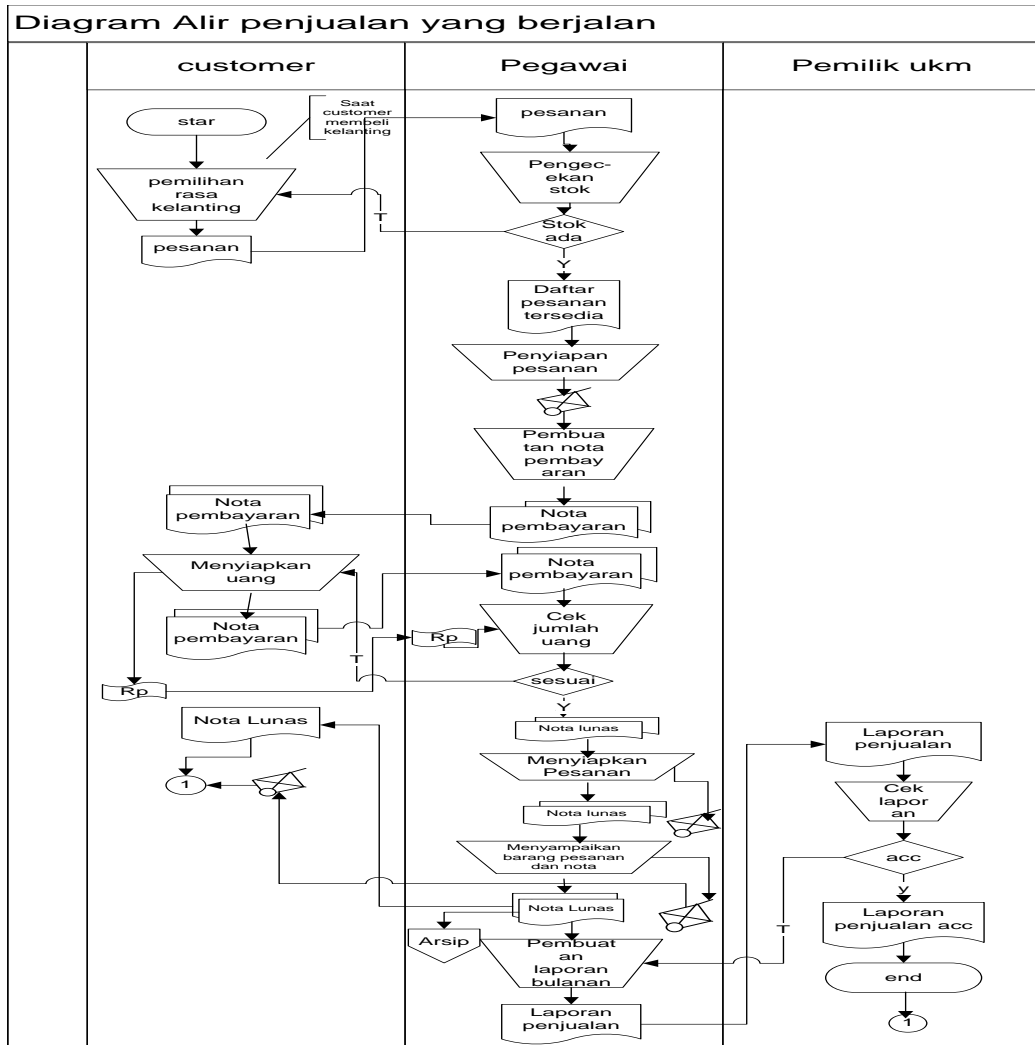 Diagram Alir penjualan yang berjalan
customer
Pegawai
Pemilik ukm
star
Saat
customer
membeli
kelanting
pemilihan
rasa
kelanting
pesanan
pesanan
Pengec-
ekan
stok
Stok
ada
T
Y
Daftar
pesanan
tersedia
Penyiapan
pesanan
Pembua
tan nota
pembay
aran
Nota
pembayaran
Nota
pembayaran
Menyiapkan
uang
Nota
pembayaran
Rp
Nota
pembayaran
Cek
jumlah
uang
Rp
sesuai
T
Y
Nota lunas
Menyiapkan
Pesanan
Nota lunas
Menyampaikan
barang pesanan
dan nota
Nota Lunas
Arsip
Nota Lunas
1
Pembuat
an
laporan
bulanan
Laporan
penjualan
Laporan
penjualan
Cek
lapor
an
acc
T
y
Laporan
penjualan acc
end
1